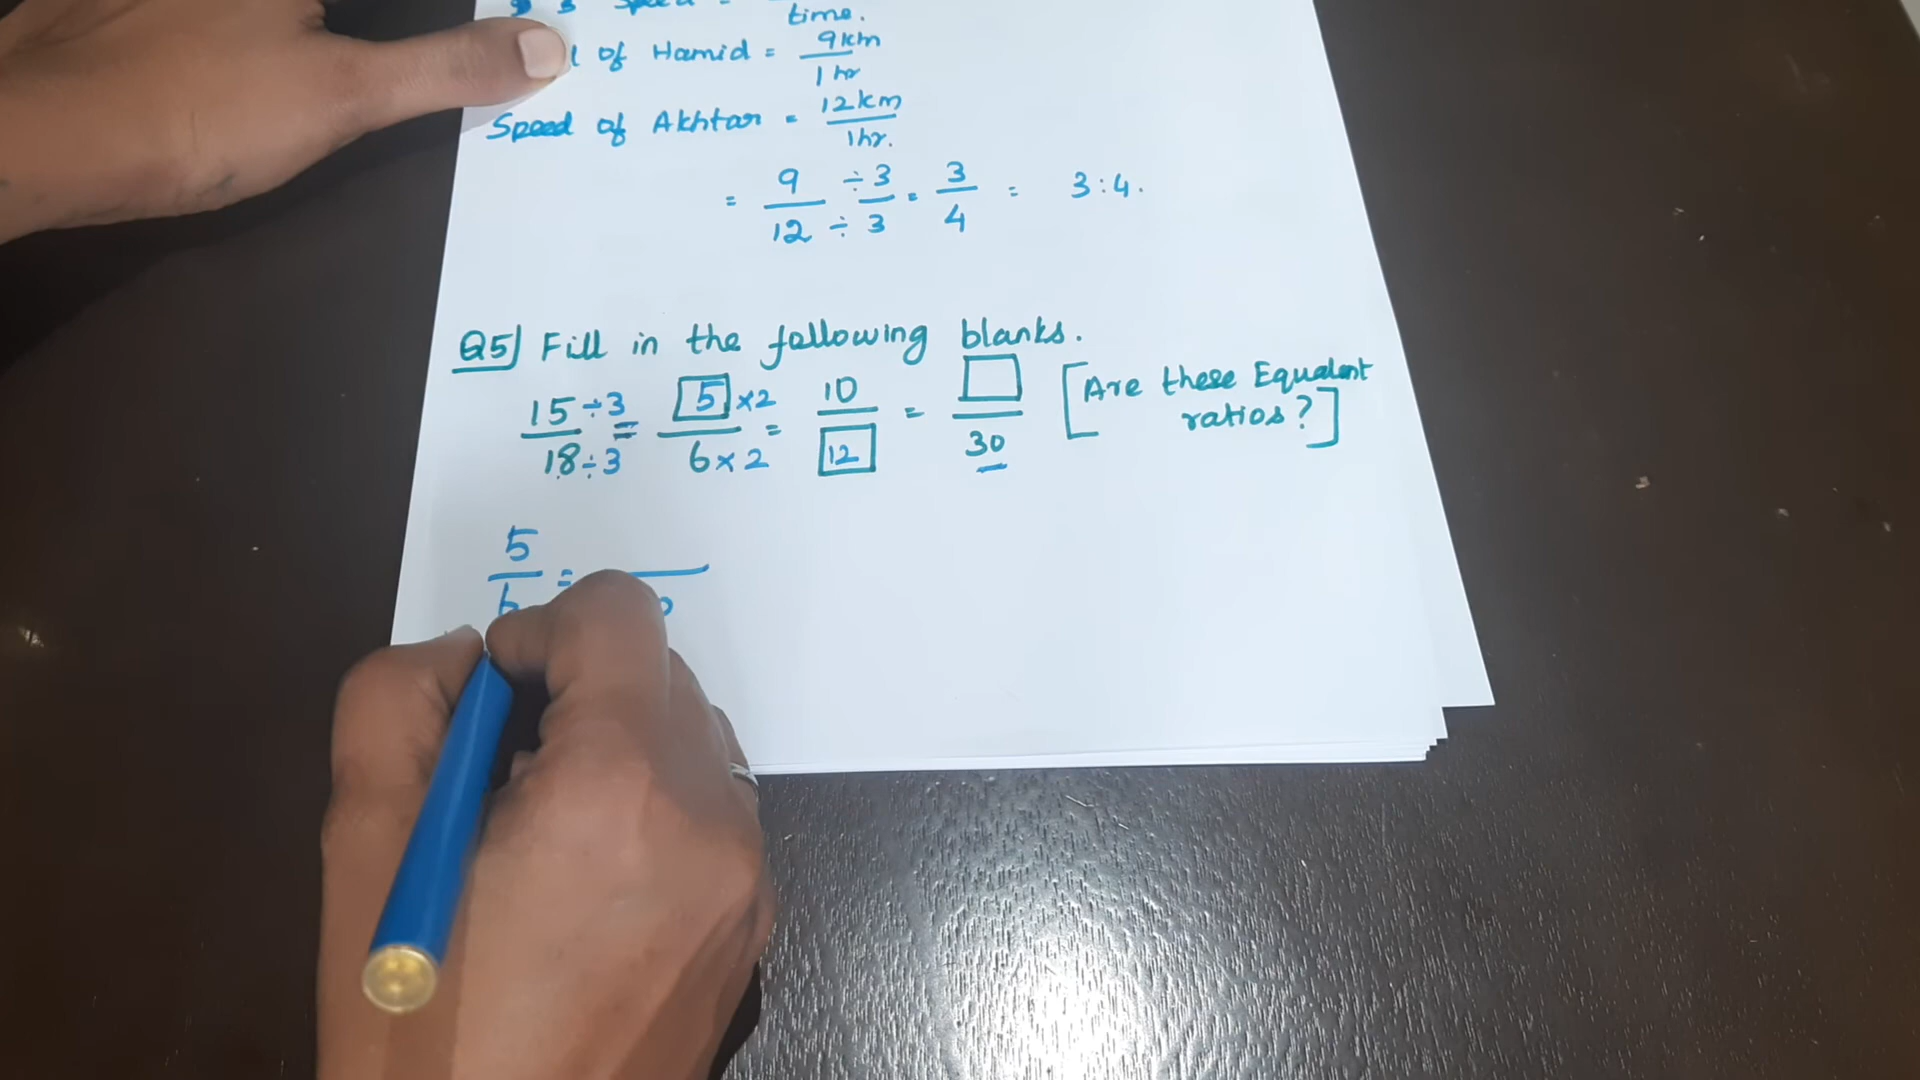 time.
of Hamid = 9km / 1 hr
Speed of Akhtar = 12km / 1hr.
= 9 ÷ 3 / 12 ÷ 3 = 3 / 4 = 3:4.
Q5) Fill in the following blanks.
15 ÷3 / 18 ÷3 = 5 ×2 / 6 × 2 = 10 / 12 = □ / 30 [Are these Equalent
ratios?]
5 / 6 =